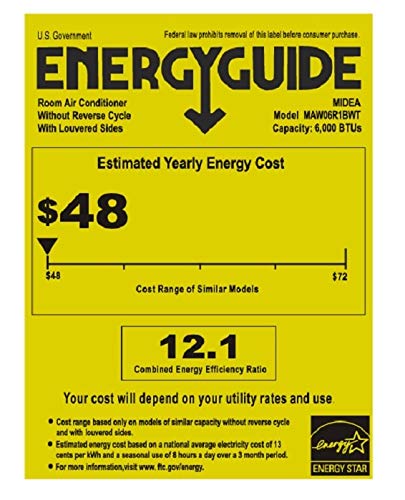 U.S. Government Federal law prohibits removal of this label before consumer purchase.
ENERGYGUIDE
Room Air Conditioner
Without Reverse Cycle
With Louvered Sides
MIDEA
Model MAW06R1BWT
Capacity: 6,000 BTUs
Estimated Yearly Energy Cost
$48
$48 $72
Cost Range of Similar Models
12.1
Combined Energy Efficiency Ratio
Your cost will depend on your utility rates and use
● Cost range based only on models of similar capacity without reverse cycle
and with louvered sides.
● Estimated energy cost based on a national average electricity cost of 13
cents per kWh and a seasonal use of 8 hours a day over a 3 month period.
● For more information,visit www. ftc.gov/energy.
energy
ENERGY STAR